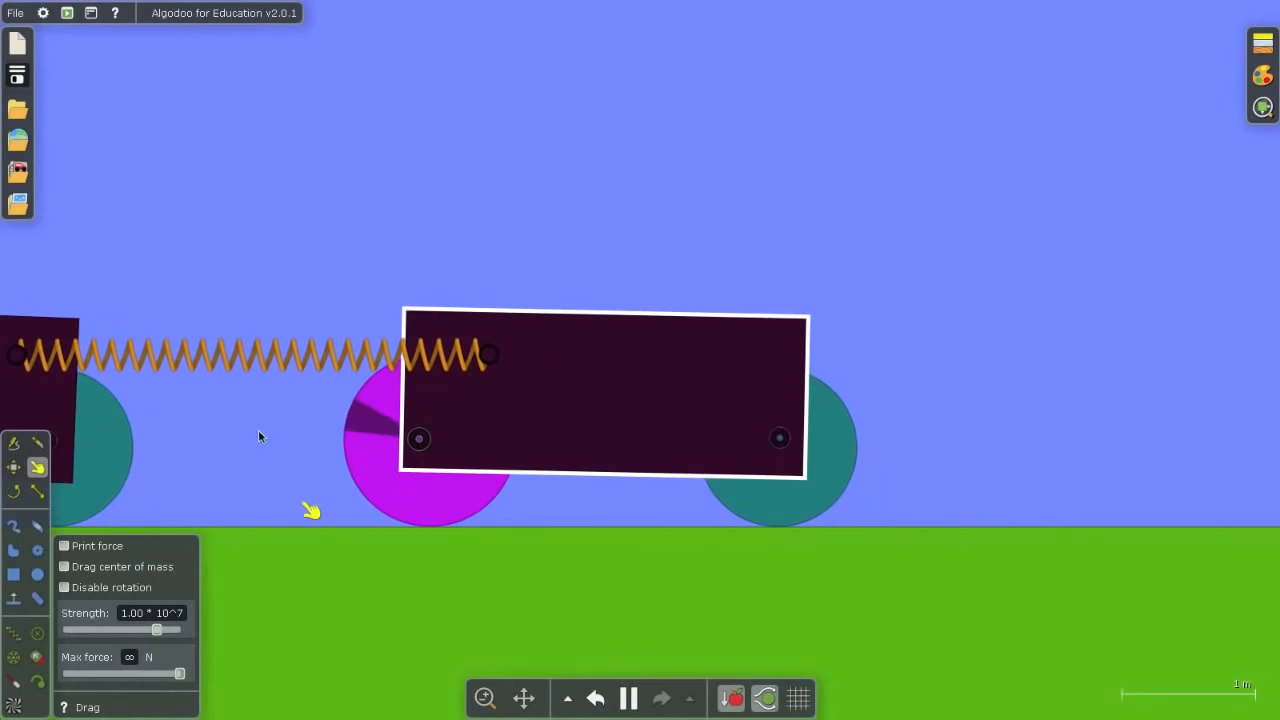 File ? Algodoo for Education v2.0.1
Print force
Drag center of mass
Disable rotation
Strength: 1.00 * 10^7
Max force: ∞ N
? Drag
1 m